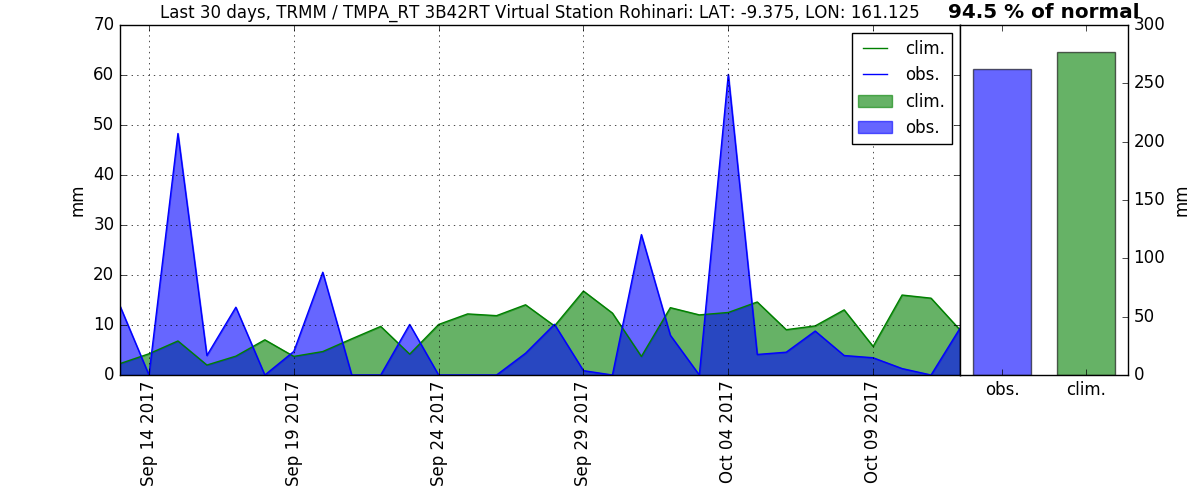 Last 30 days, TRMM / TMPA_RT 3B42RT Virtual Station Rohinari: LAT: -9.375, LON: 161.125
94.5 % of normal
70
60
50
40
30
20
10
0
mm
clim.
obs.
clim.
obs.
Sep 14 2017
Sep 19 2017
Sep 24 2017
Sep 29 2017
Oct 04 2017
Oct 09 2017
300
250
200
150
100
50
0
mm
obs.
clim.